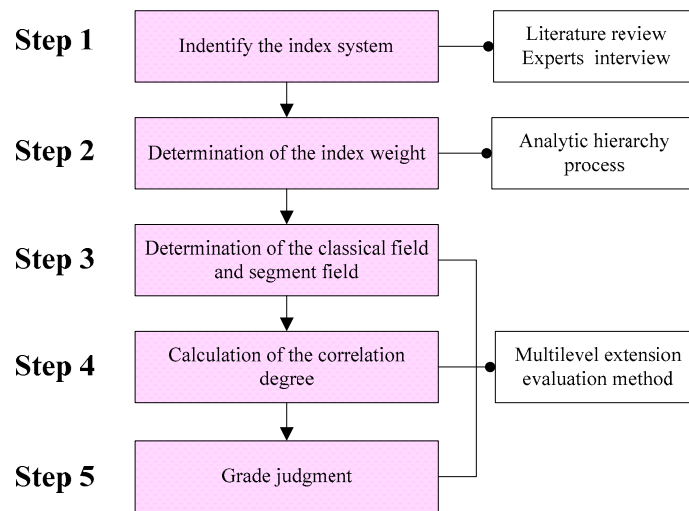 Step 1
Indentify the index system
Literature review
Experts interview
Step 2
Determination of the index weight
Analytic hierarchy
process
Step 3
Determination of the classical field
and segment field
Step 4
Calculation of the correlation
degree
Multilevel extension
evaluation method
Step 5
Grade judgment